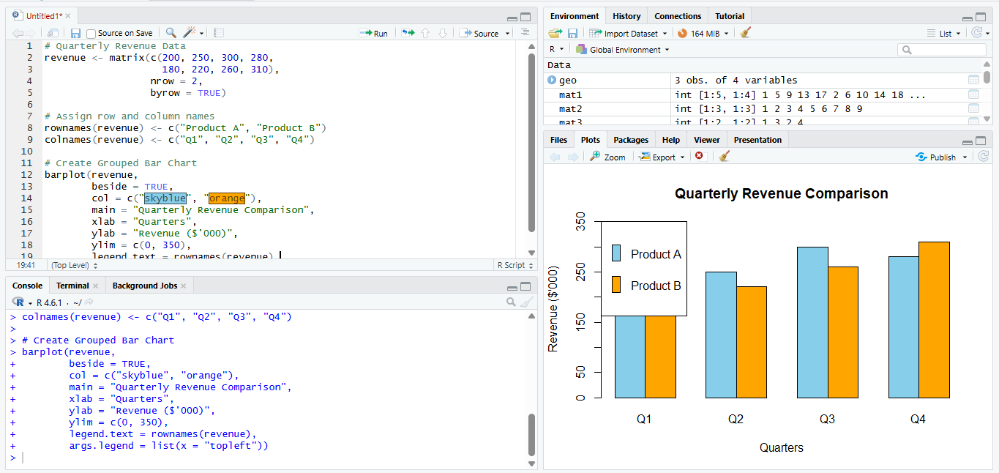 Untitled1*
Source on Save
Run
Source
1 # Quarterly Revenue Data
2 revenue <- matrix(c(200, 250, 300, 280,
3 180, 220, 260, 310),
4 nrow = 2,
5 byrow = TRUE)
6
7 # Assign row and column names
8 rownames(revenue) <- c("Product A", "Product B")
9 colnames(revenue) <- c("Q1", "Q2", "Q3", "Q4")
10
11 # Create Grouped Bar Chart
12 barplot(revenue,
13 beside = TRUE,
14 col = c("skyblue", "orange"),
15 main = "Quarterly Revenue Comparison",
16 xlab = "Quarters",
17 ylab = "Revenue ($'000)",
18 ylim = c(0, 350),
19 legend.text = rownames(revenue),
19:41 (Top Level) R Script
Console Terminal Background Jobs
R R 4.6.1 · ~/
> colnames(revenue) <- c("Q1", "Q2", "Q3", "Q4")
>
> # Create Grouped Bar Chart
> barplot(revenue,
+ beside = TRUE,
+ col = c("skyblue", "orange"),
+ main = "Quarterly Revenue Comparison",
+ xlab = "Quarters",
+ ylab = "Revenue ($'000)",
+ ylim = c(0, 350),
+ legend.text = rownames(revenue),
+ args.legend = list(x = "topleft"))
>
Environment History Connections Tutorial
Import Dataset 164 MiB List
R Global Environment
Data
geo 3 obs. of 4 variables
mat1 int [1:5, 1:4] 1 5 9 13 17 2 6 10 14 18 ...
mat2 int [1:3, 1:3] 1 2 3 4 5 6 7 8 9
mat3 int [1:2, 1:2] 1 3 2 4
Files Plots Packages Help Viewer Presentation
Zoom Export Publish
Quarterly Revenue Comparison
Revenue ($'000)
350
250
150
50
0
Product A
Product B
Q1 Q2 Q3 Q4
Quarters